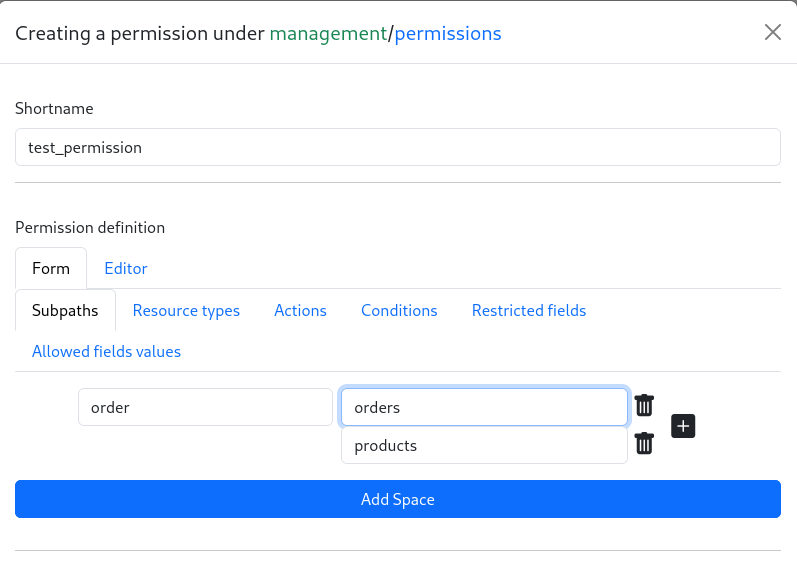 Creating a permission under management/permissions
Shortname
test_permission
Permission definition
Form Editor
Subpaths Resource types Actions Conditions Restricted fields
Allowed fields values
order orders
products
Add Space